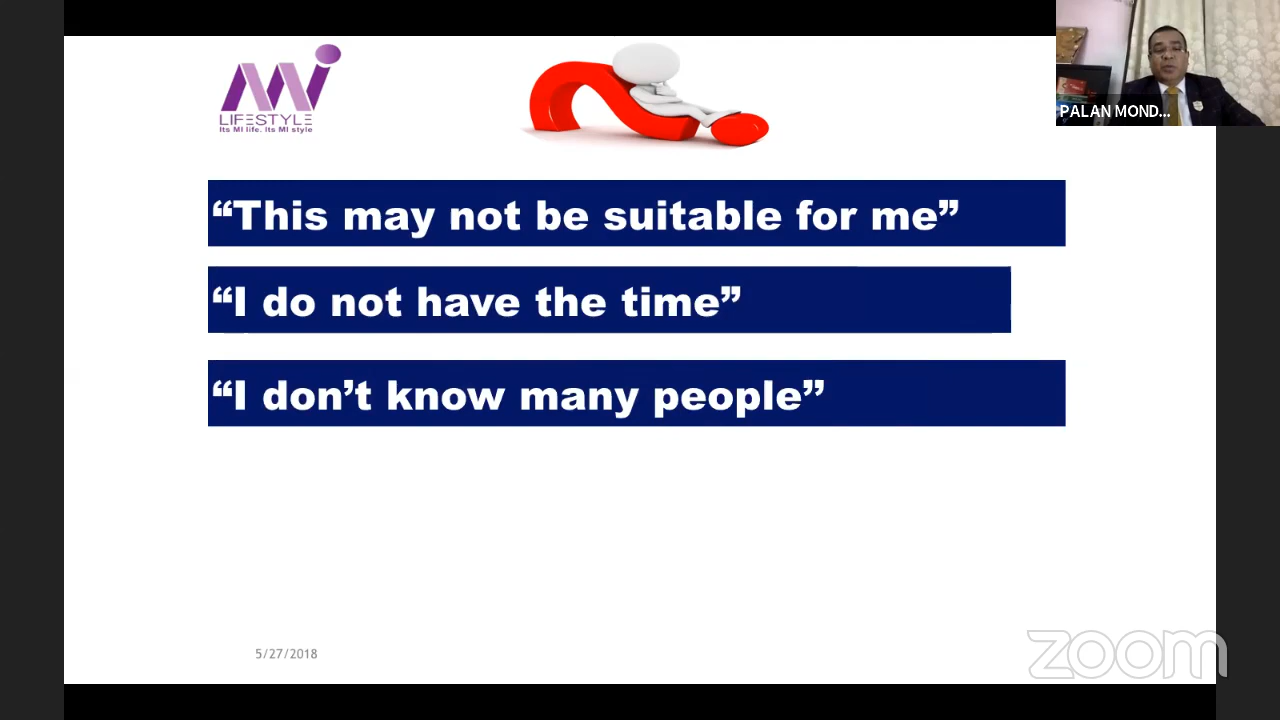 LIFESTYLE
Its MI life. Its MI style
PALAN MOND...
“This may not be suitable for me”
“I do not have the time”
“I don’t know many people”
5/27/2018
zoom